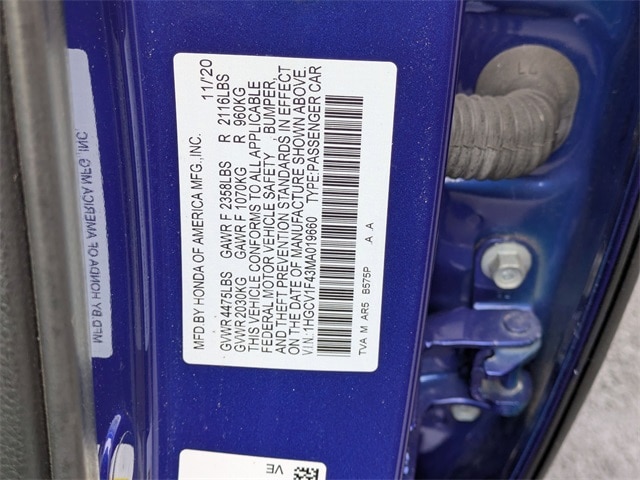 MFD.BY HONDA OF AMERICA MFG.,INC. 11/20
GVWR 4475LBS GAWR F 2358LBS R 2116LBS
GVWR 2030KG GAWR F 1070KG R 960KG
THIS VEHICLE CONFORMS TO ALL APPLICABLE
FEDERAL MOTOR VEHICLE SAFETY , BUMPER,
AND THEFT PREVENTION STANDARDS IN EFFECT
ON THE DATE OF MANUFACTURE SHOWN ABOVE.
V.I.N.:1HGCV1F43MA019660 TYPE:PASSENGER CAR
TVA M AR5 B575P A A
BY HONDA OF AMERICA MFG. INC
VE
LC